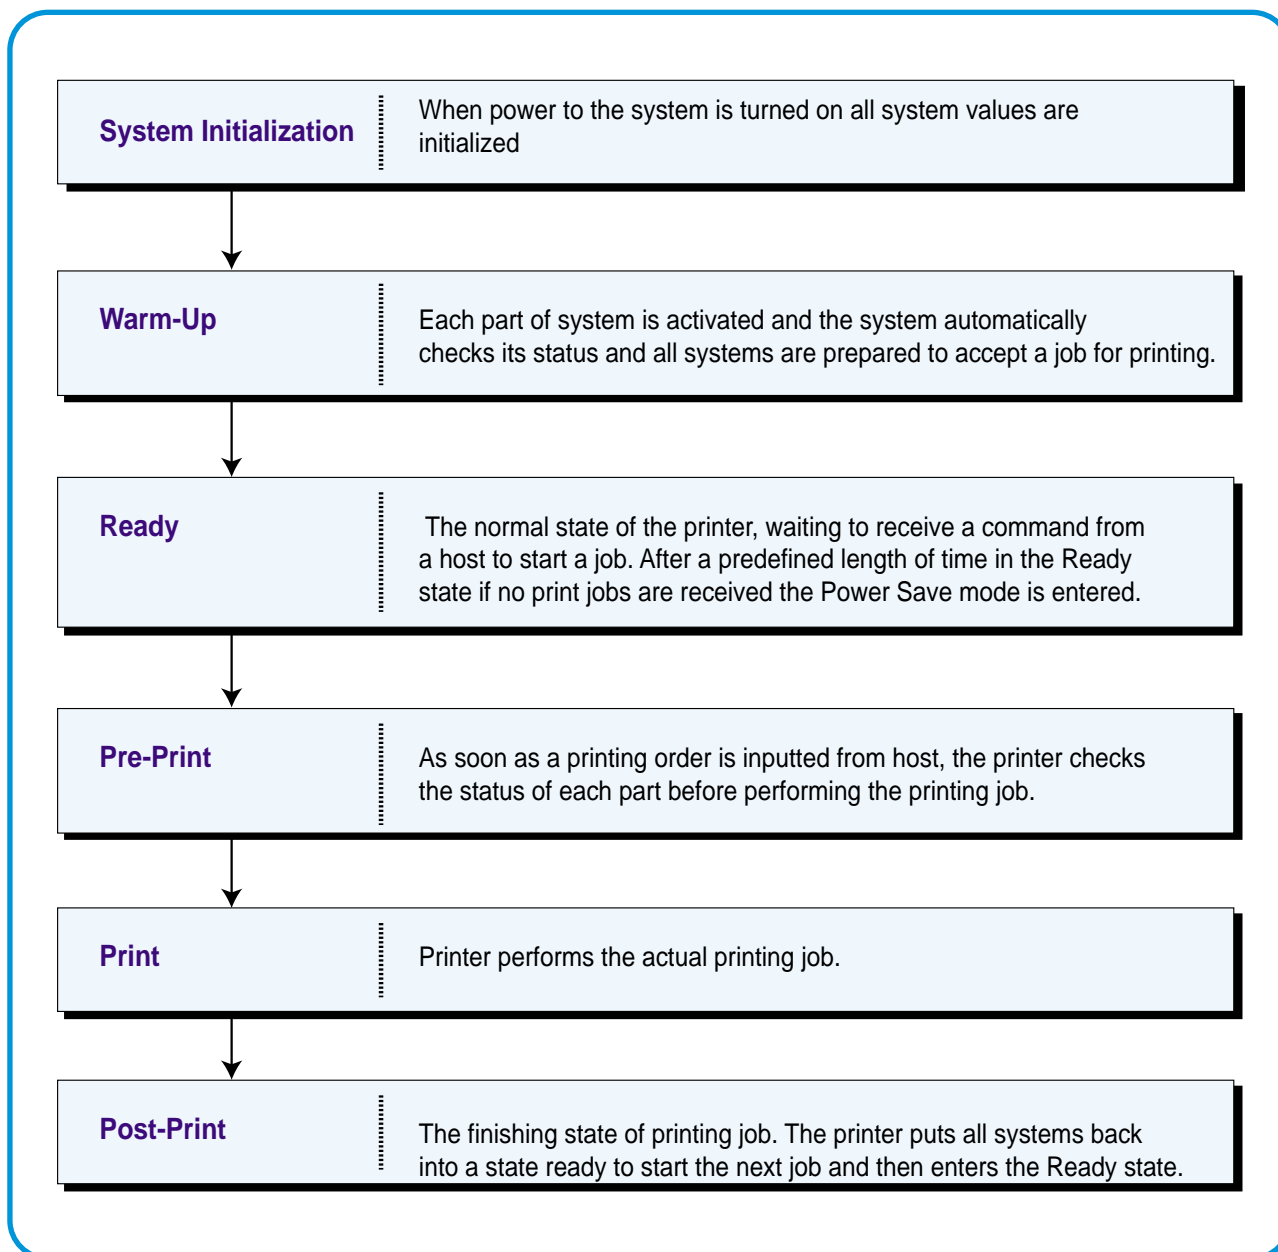 System Initialization
When power to the system is turned on all system values are
initialized
Warm-Up
Each part of system is activated and the system automatically
checks its status and all systems are prepared to accept a job for printing.
Ready
The normal state of the printer, waiting to receive a command from
a host to start a job. After a predefined length of time in the Ready
state if no print jobs are received the Power Save mode is entered.
Pre-Print
As soon as a printing order is inputted from host, the printer checks
the status of each part before performing the printing job.
Print
Printer performs the actual printing job.
Post-Print
The finishing state of printing job. The printer puts all systems back
into a state ready to start the next job and then enters the Ready state.